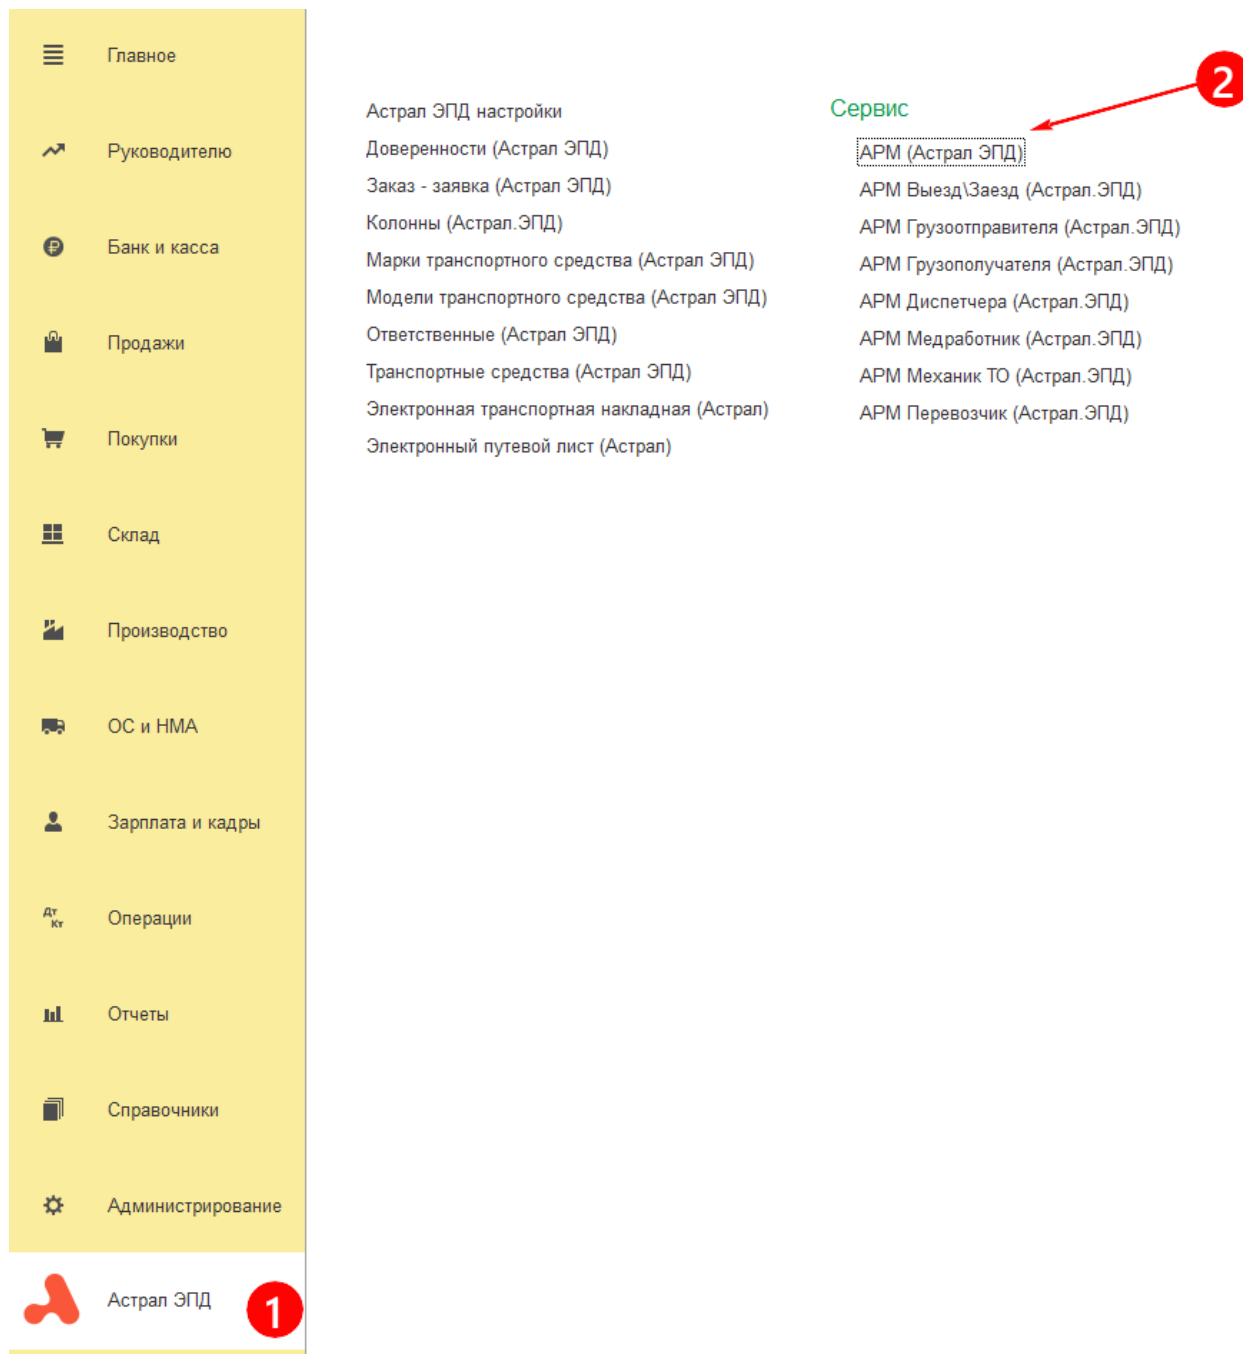 Главное
Руководителю
Банк и касса
Продажи
Покупки
Склад
Производство
ОС и НМА
Зарплата и кадры
Дт
Кт
Операции
Отчеты
Справочники
Администрирование
Астрал ЭПД
1
Астрал ЭПД настройки
Доверенности (Астрал ЭПД)
Заказ - заявка (Астрал ЭПД)
Колонны (Астрал.ЭПД)
Марки транспортного средства (Астрал ЭПД)
Модели транспортного средства (Астрал ЭПД)
Ответственные (Астрал ЭПД)
Транспортные средства (Астрал ЭПД)
Электронная транспортная накладная (Астрал)
Электронный путевой лист (Астрал)
2
Сервис
АРМ (Астрал ЭПД)
АРМ Выезд\Заезд (Астрал.ЭПД)
АРМ Грузоотправителя (Астрал.ЭПД)
АРМ Грузополучателя (Астрал.ЭПД)
АРМ Диспетчера (Астрал.ЭПД)
АРМ Медработник (Астрал.ЭПД)
АРМ Механик ТО (Астрал.ЭПД)
АРМ Перевозчик (Астрал.ЭПД)